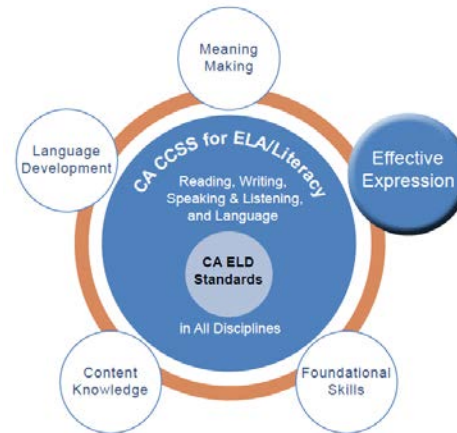 Meaning
Making
Language
Development
Effective
Expression
CA CCSS for ELA/Literacy
Reading, Writing,
Speaking & Listening,
and Language
CA ELD
Standards
in All Disciplines
Content
Knowledge
Foundational
Skills